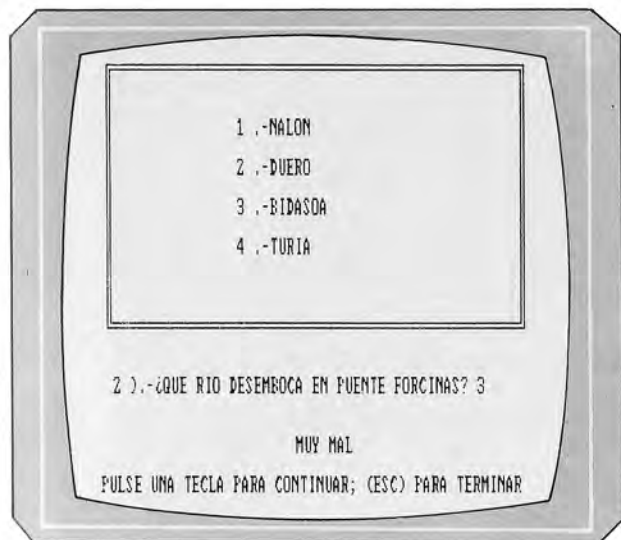 1 .-NALON
2 .-DUERO
3 .-BIDASOA
4 .-TURIA
2 ).-¿QUE RIO DESEMBOCA EN PUENTE FORCINAS? 3
MUY MAL
PULSE UNA TECLA PARA CONTINUAR; (ESC) PARA TERMINAR